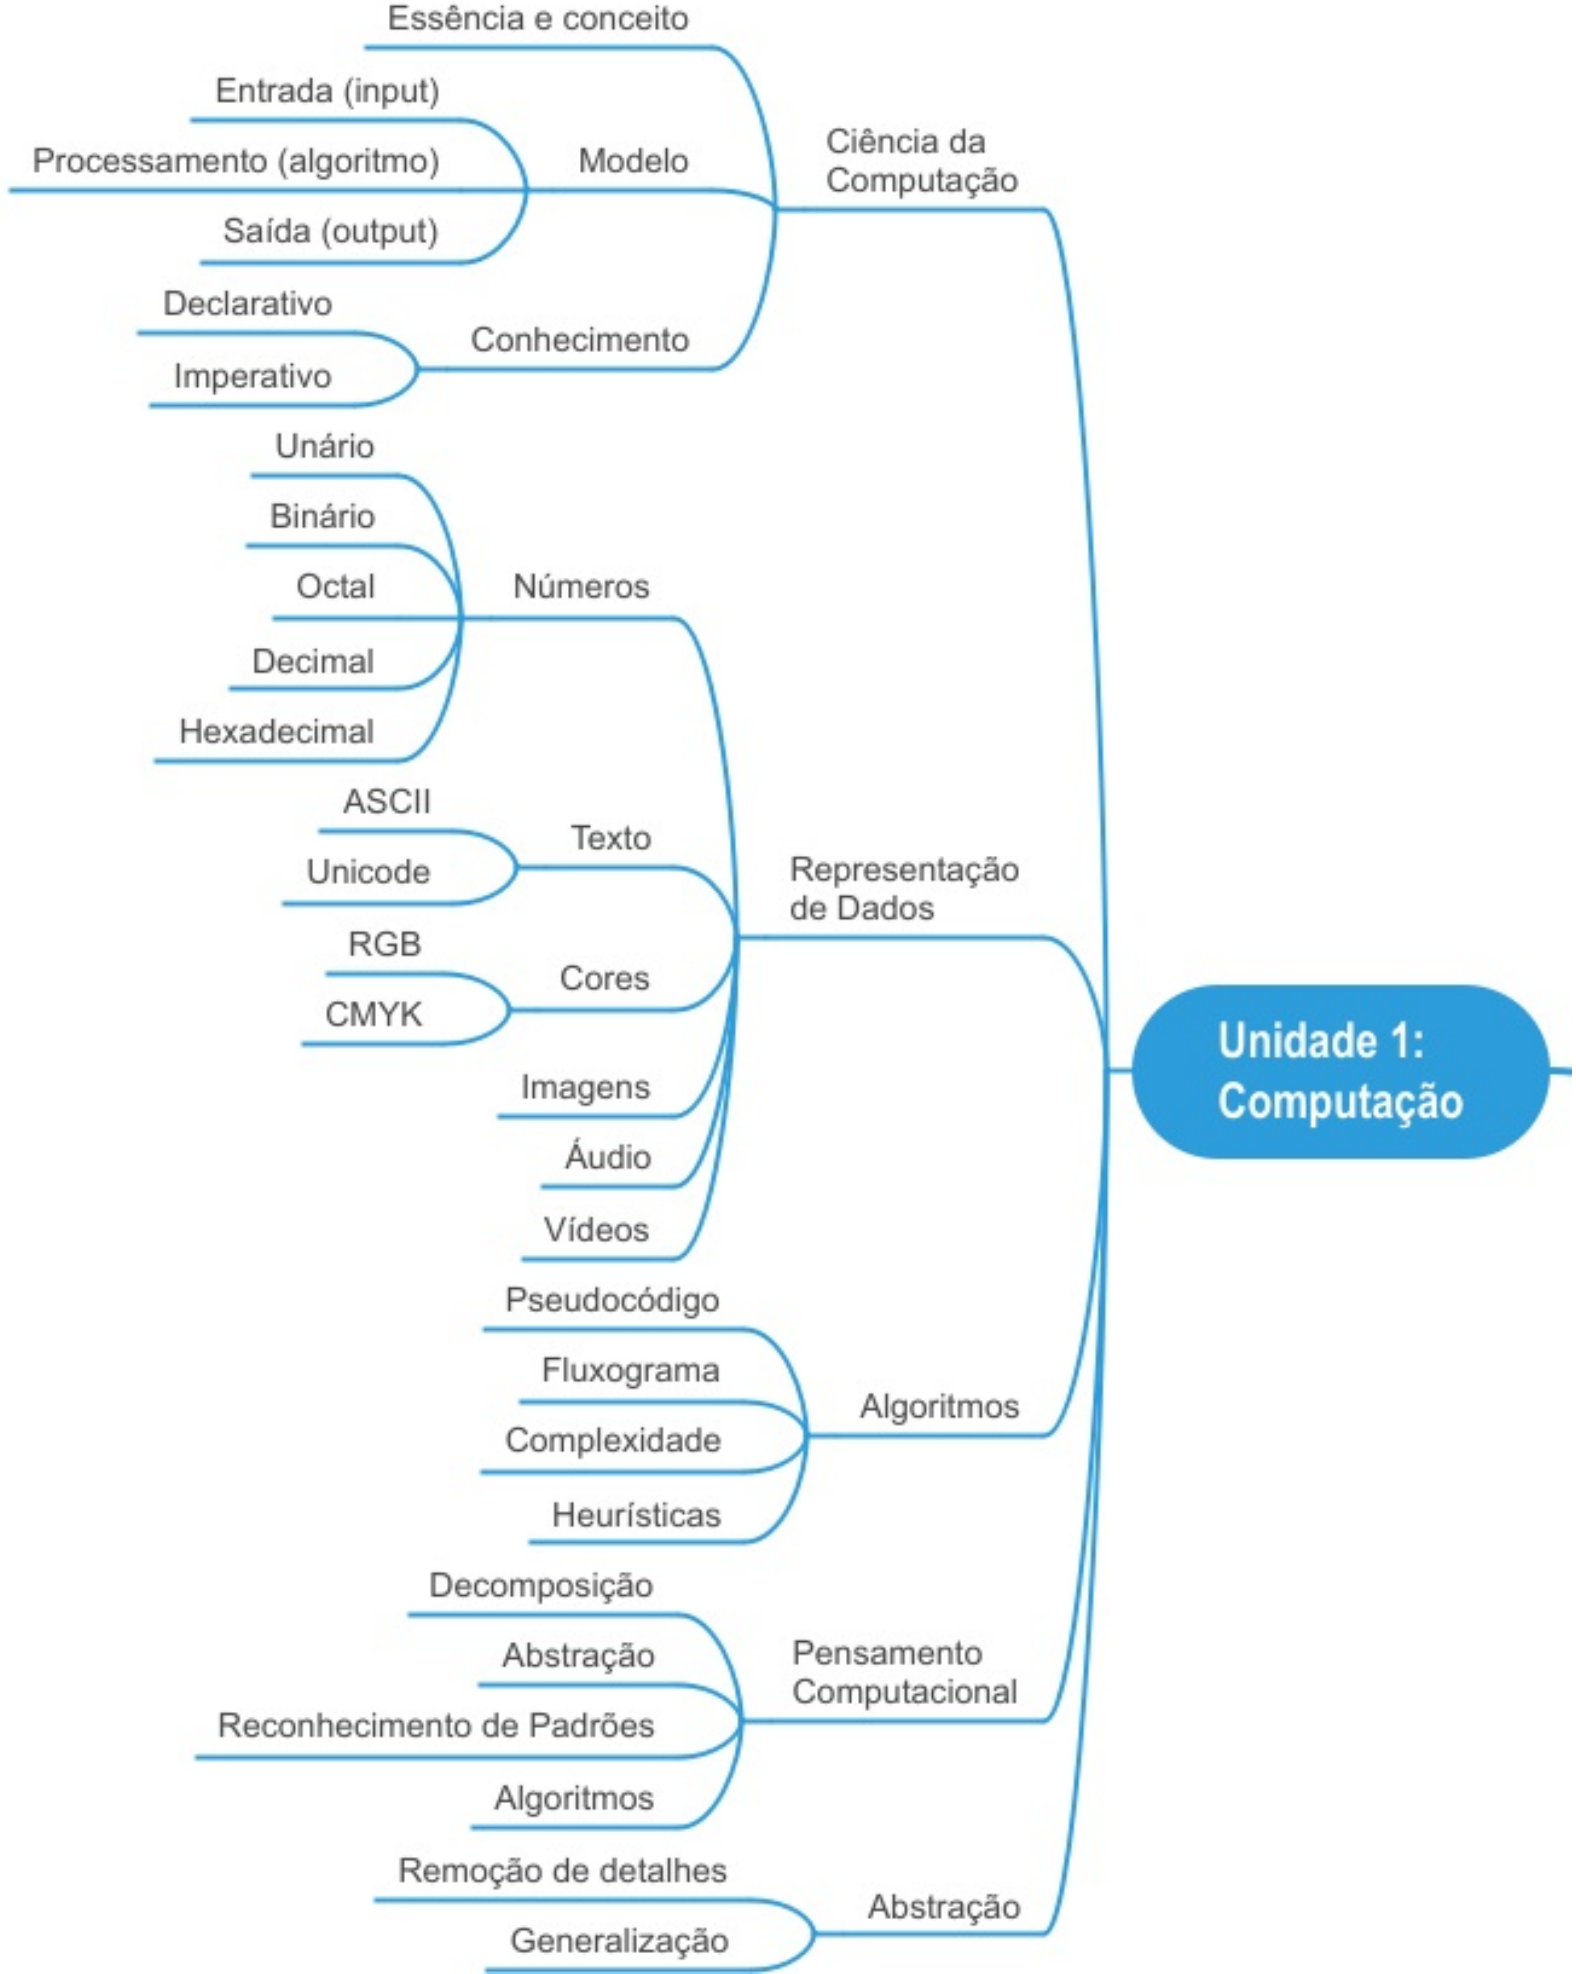 Essência e conceito
Entrada (input)
Processamento (algoritmo)
Saída (output)
Modelo
Ciência da
Computação
Declarativo
Imperativo
Conhecimento
Unário
Binário
Octal
Decimal
Hexadecimal
Números
ASCII
Unicode
Texto
RGB
CMYK
Cores
Imagens
Áudio
Vídeos
Representação
de Dados
Unidade 1:
Computação
Pseudocódigo
Fluxograma
Complexidade
Heurísticas
Algoritmos
Decomposição
Abstração
Reconhecimento de Padrões
Algoritmos
Pensamento
Computacional
Remoção de detalhes
Generalização
Abstração